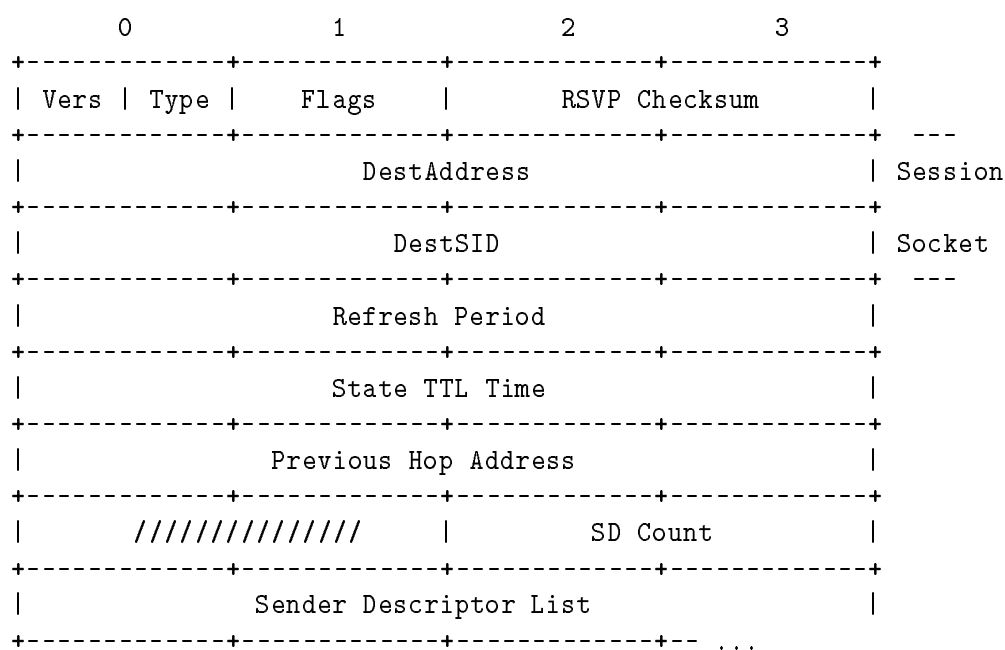 0 1 2 3
+-------------+-------------+-------------+-------------+
| Vers | Type | Flags | RSVP Checksum |
+-------------+-------------+-------------+-------------+ ---
| DestAddress | Session
+-------------+-------------+-------------+-------------+
| DestSID | Socket
+-------------+-------------+-------------+-------------+ ---
| Refresh Period |
+-------------+-------------+-------------+-------------+
| State TTL Time |
+-------------+-------------+-------------+-------------+
| Previous Hop Address |
+-------------+-------------+-------------+-------------+
| /////////////// | SD Count |
+-------------+-------------+-------------+-------------+
| Sender Descriptor List |
+-------------+-------------+-------------+-- ...